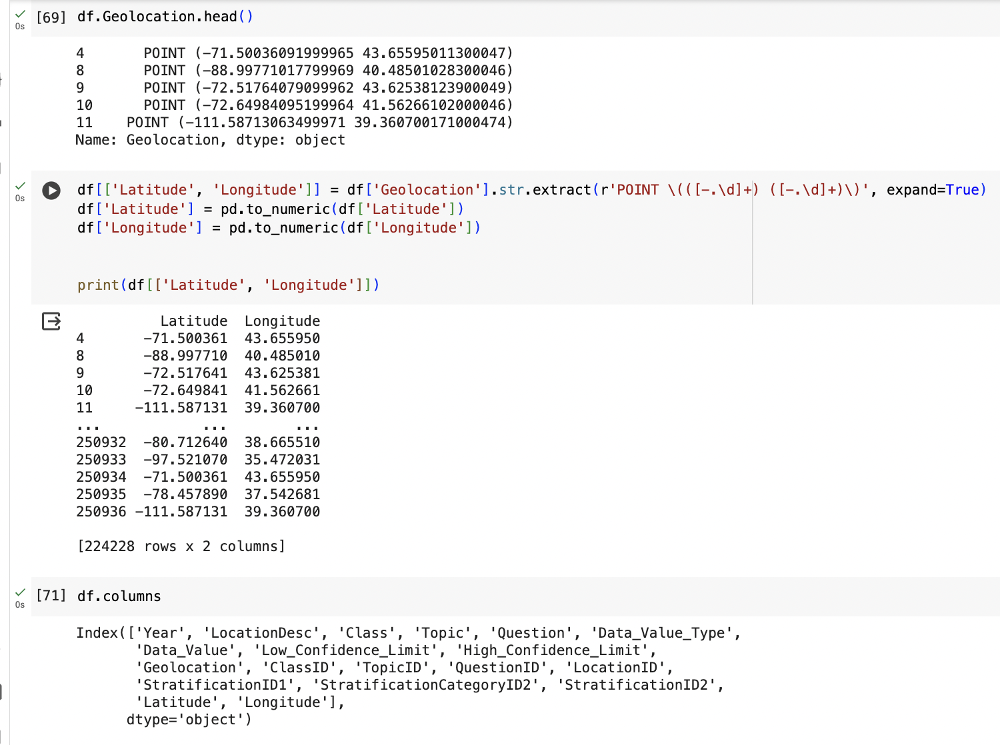 [69] df.Geolocation.head()
0s
4 POINT (-71.50036091999965 43.65595011300047)
8 POINT (-88.99771017799969 40.48501028300046)
9 POINT (-72.51764079099962 43.62538123900049)
10 POINT (-72.64984095199964 41.56266102000046)
11 POINT (-111.58713063499971 39.360700171000474)
Name: Geolocation, dtype: object
df[['Latitude', 'Longitude']] = df['Geolocation'].str.extract(r'POINT \(([-.\d]+) ([-.\d]+)\)', expand=True)
0s
df['Latitude'] = pd.to_numeric(df['Latitude'])
df['Longitude'] = pd.to_numeric(df['Longitude'])
print(df[['Latitude', 'Longitude']])
Latitude Longitude
4 -71.500361 43.655950
8 -88.997710 40.485010
9 -72.517641 43.625381
10 -72.649841 41.562661
11 -111.587131 39.360700
... ... ...
250932 -80.712640 38.665510
250933 -97.521070 35.472031
250934 -71.500361 43.655950
250935 -78.457890 37.542681
250936 -111.587131 39.360700
[224228 rows x 2 columns]
[71] df.columns
0s
Index(['Year', 'LocationDesc', 'Class', 'Topic', 'Question', 'Data_Value_Type',
'Data_Value', 'Low_Confidence_Limit', 'High_Confidence_Limit',
'Geolocation', 'ClassID', 'TopicID', 'QuestionID', 'LocationID',
'StratificationID1', 'StratificationCategoryID2', 'StratificationID2',
'Latitude', 'Longitude'],
dtype='object')